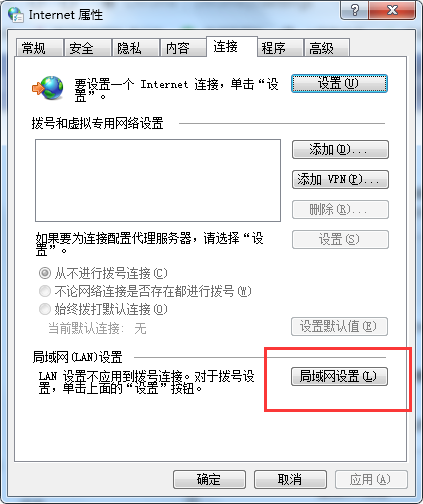 Internet 属性
常规 安全 隐私 内容 连接 程序 高级
要设置一个 Internet 连接，单击“设
置”。
设置(U)
拨号和虚拟专用网络设置
添加(D)...
添加 VPN(P)...
删除(R)...
如果要为连接配置代理服务器，请选择“设
置”。
设置(S)
从不进行拨号连接(C)
不论网络连接是否存在都进行拨号(W)
始终拨打默认连接(O)
当前默认连接: 无
设置默认值(E)
局域网(LAN)设置
LAN 设置不应用到拨号连接。对于拨号设
置，单击上面的“设置”按钮。
局域网设置(L)
确定 取消 应用(A)